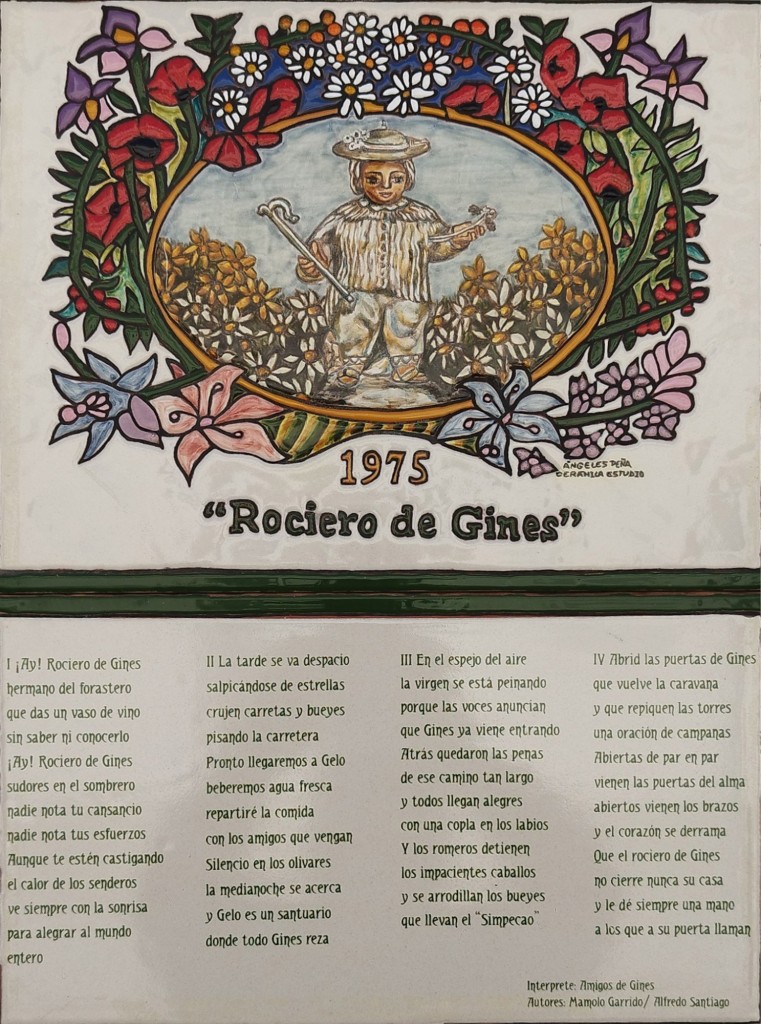 ÁNGELES PEÑA
CERÁMICA ESTUDIO
1975
"Rociero de Gines"
I ¡Ay! Rociero de Gines
hermano del forastero
que das un vaso de vino
sin saber ni conocerlo
¡Ay! Rociero de Gines
sudores en el sombrero
nadie nota tu cansancio
nadie nota tus esfuerzos
Aunque te estén castigando
el calor de los senderos
ve siempre con la sonrisa
para alegrar al mundo
entero
II La tarde se va despacio
salpicándose de estrellas
crujen carretas y bueyes
pisando la carretera
Pronto llegaremos a Gelo
beberemos agua fresca
repartiré la comida
con los amigos que vengan
Silencio en los olivares
la medianoche se acerca
y Gelo es un santuario
donde todo Gines reza
III En el espejo del aire
la virgen se está peinando
porque las voces anuncian
que Gines ya viene entrando
Atrás quedaron las penas
de ese camino tan largo
y todos llegan alegres
con una copla en los labios
Y los romeros detienen
los impacientes caballos
y se arrodillan los bueyes
que llevan el "Simpecao"
IV Abrid las puertas de Gines
que vuelve la caravana
y que repiquen las torres
una oración de campanas
Abiertas de par en par
vienen las puertas del alma
abiertos vienen los brazos
y el corazón se derrama
Que el rociero de Gines
no cierre nunca su casa
y le dé siempre una mano
a los que a su puerta llaman
Interprete: Amigos de Gines
Autores: Mamolo Garrido/ Alfredo Santiago